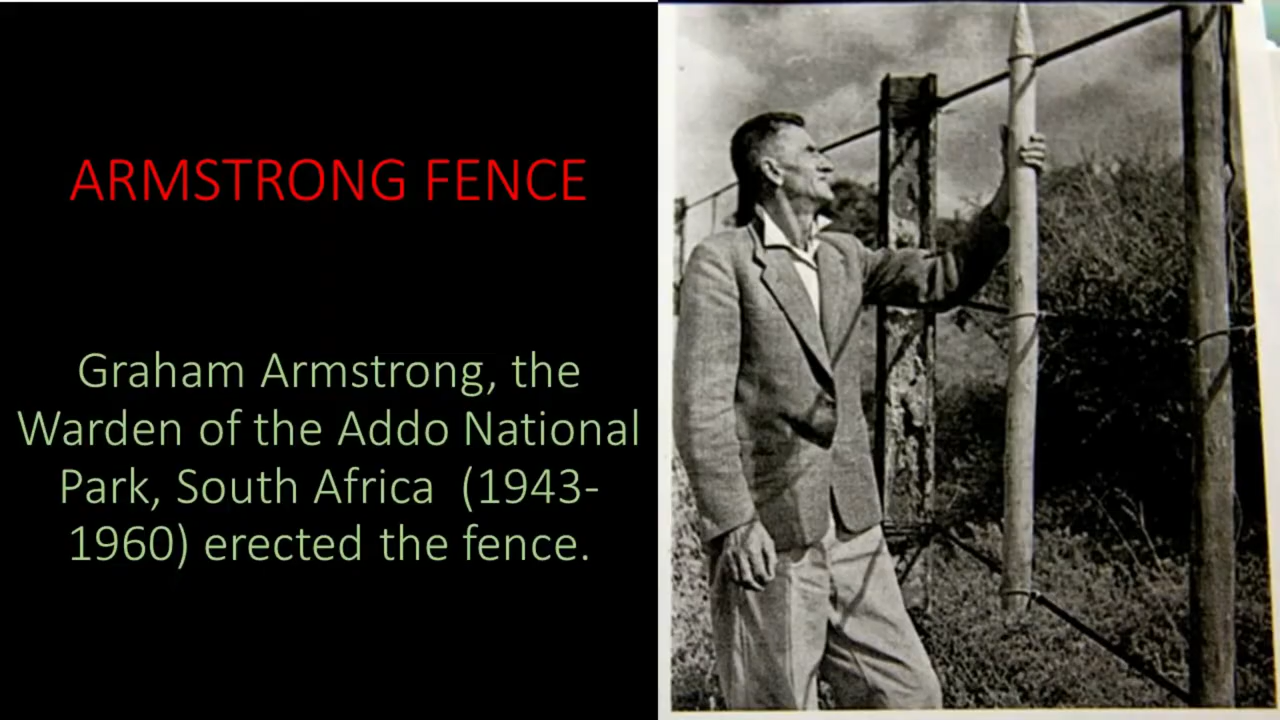 ARMSTRONG FENCE
Graham Armstrong, the
Warden of the Addo National
Park, South Africa (1943-
1960) erected the fence.